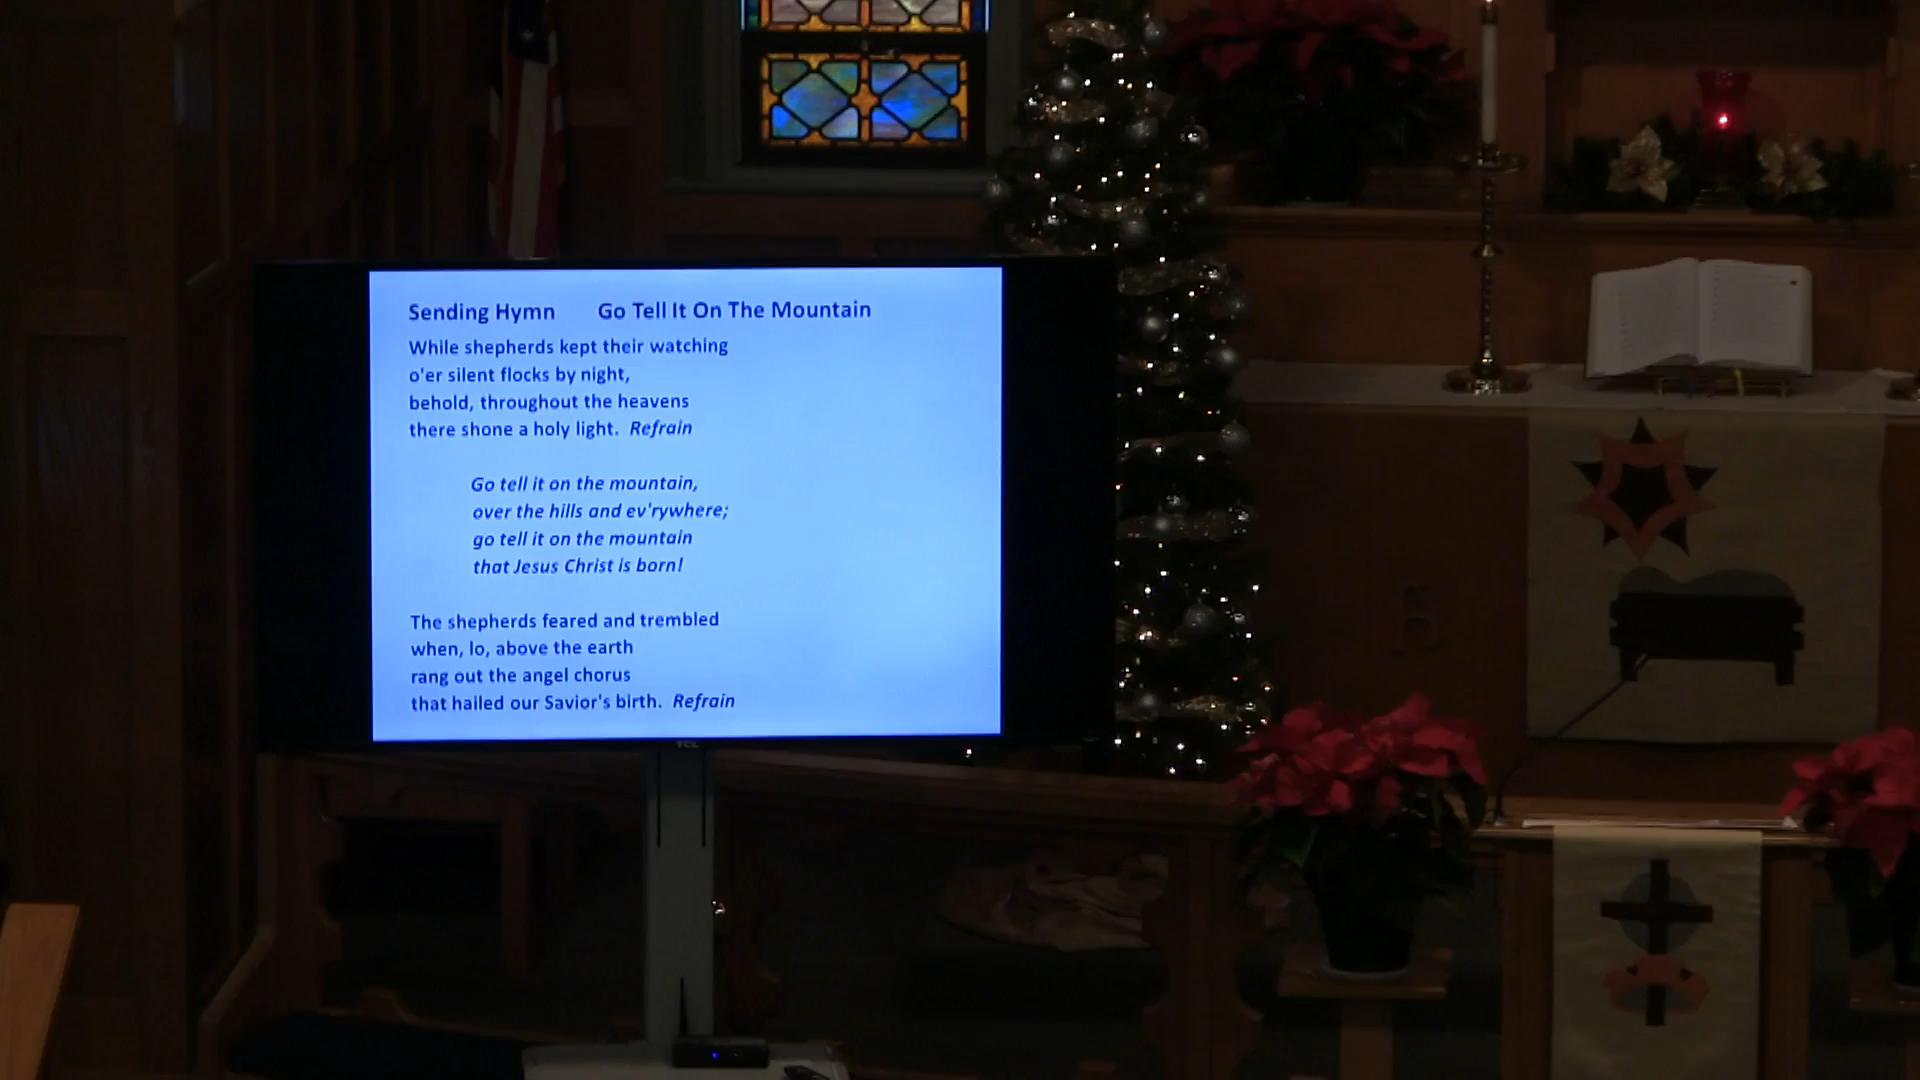 Sending Hymn Go Tell It On The Mountain
While shepherds kept their watching
o'er silent flocks by night,
behold, throughout the heavens
there shone a holy light. Refrain
Go tell it on the mountain,
over the hills and ev'rywhere;
go tell it on the mountain
that Jesus Christ is born!
The shepherds feared and trembled
when, lo, above the earth
rang out the angel chorus
that hailed our Savior's birth. Refrain
TCL